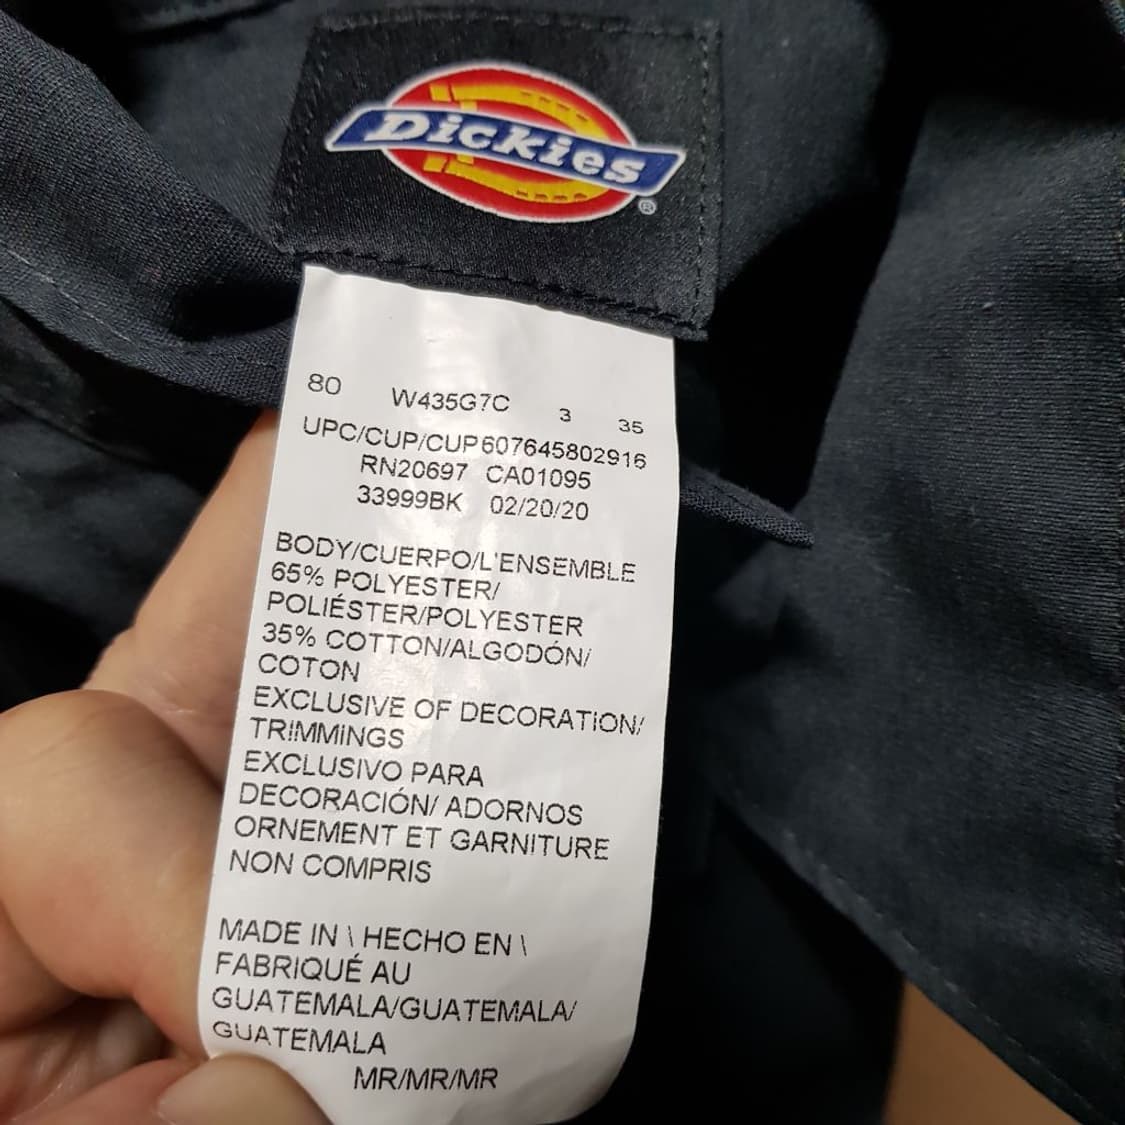 Dickies®
80 W435G7C 3 35
UPC/CUP/CUP607645802916
RN20697 CA01095
33999BK 02/20/20
BODY/CUERPO/L'ENSEMBLE
65% POLYESTER/
POLIÉSTER/POLYESTER
35% COTTON/ALGODÓN/
COTON
EXCLUSIVE OF DECORATION/
TRIMMINGS
EXCLUSIVO PARA
DECORACIÓN/ ADORNOS
ORNEMENT ET GARNITURE
NON COMPRIS
MADE IN \ HECHO EN \
FABRIQUÉ AU
GUATEMALA/GUATEMALA/
GUATEMALA
MR/MR/MR